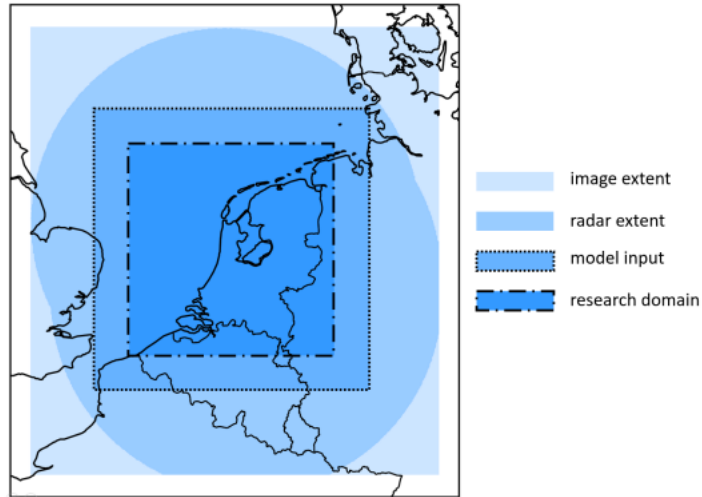 image extent
radar extent
model input
research domain